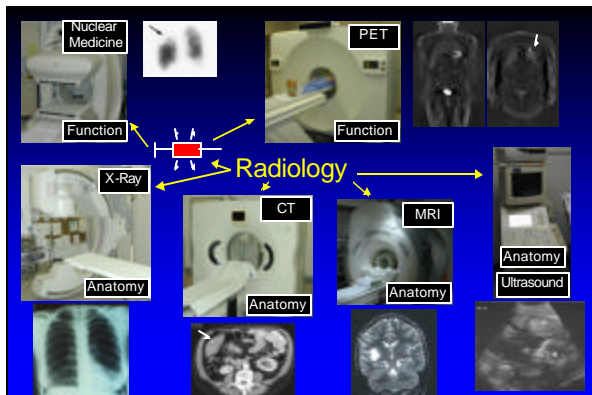 Nuclear
Medicine
Function
PET
Function
Radiology
X-Ray
Anatomy
CT
Anatomy
MRI
Anatomy
Anatomy
Ultrasound